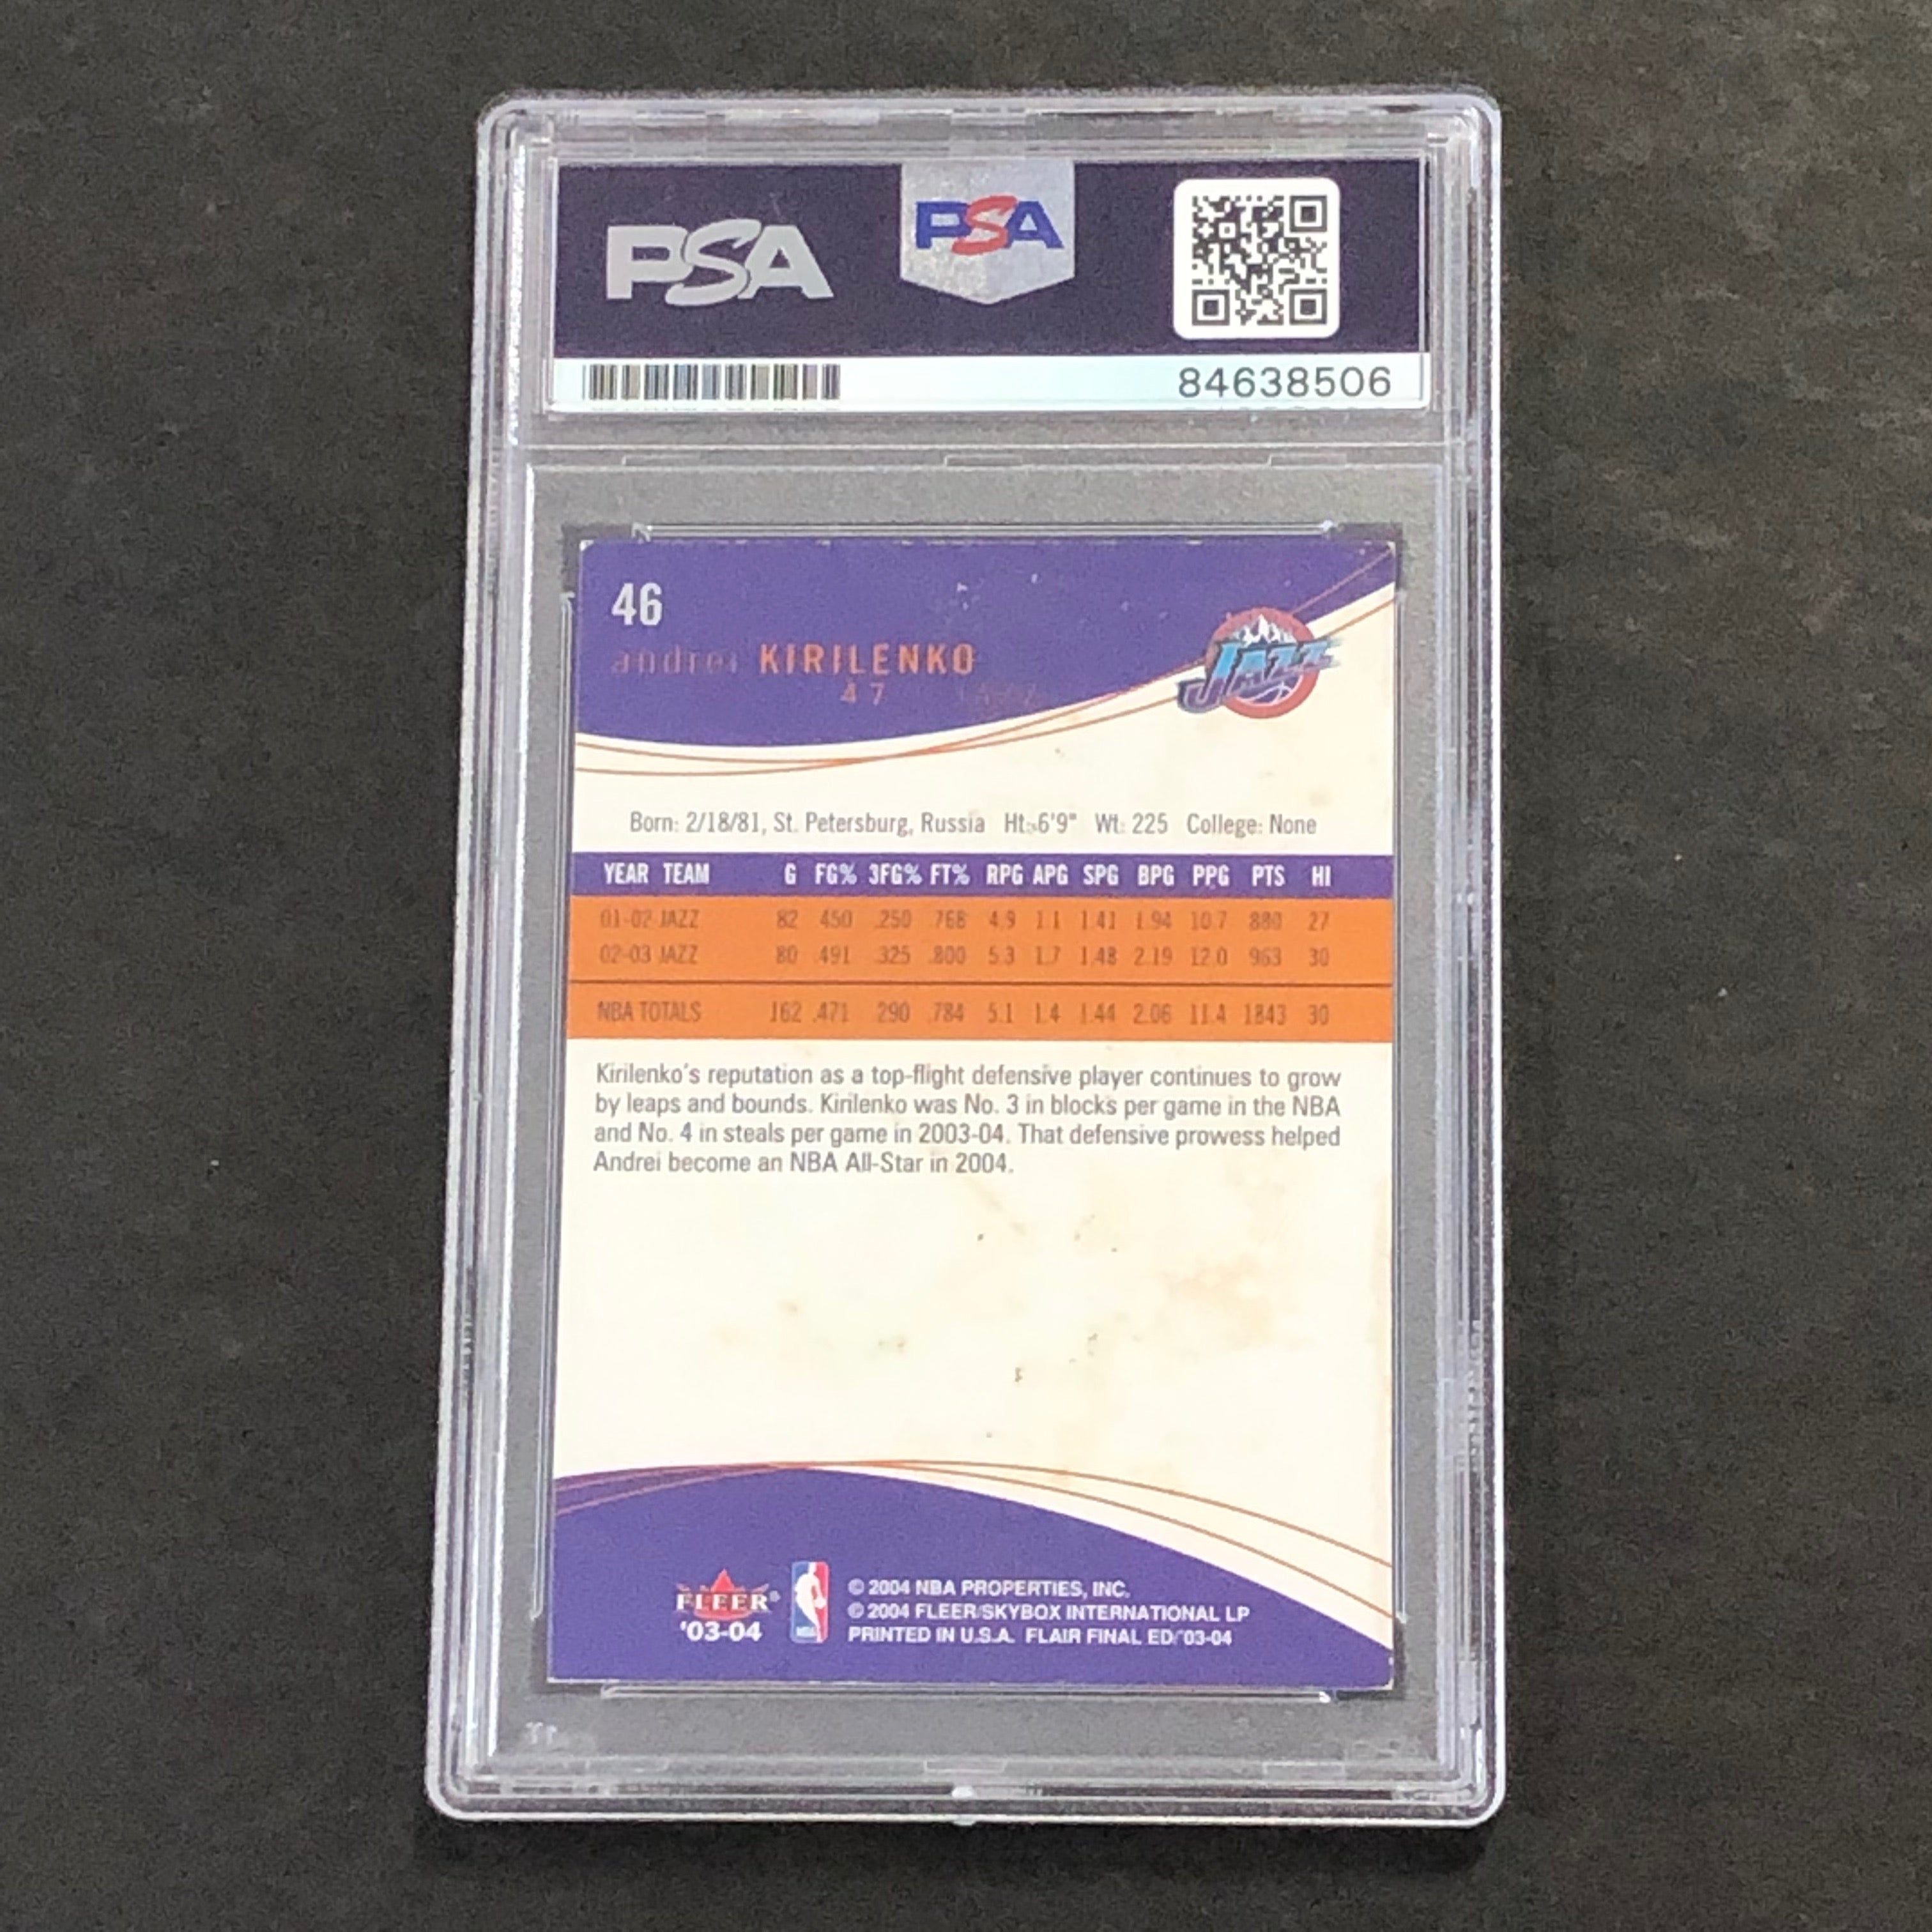 PSA
PSA
84638506
46
andrei KIRILENKO
47
JAZZ
Born: 2/18/81, St. Petersburg, Russia Ht: 6'9" Wt: 225 College: None
YEAR TEAM G FG% 3FG% FT% RPG APG SPG BPG PPG PTS HI
01-02 JAZZ 82 .450 .250 .768 4.9 1.1 1.41 1.94 10.7 880 27
02-03 JAZZ 80 .491 .325 .800 5.3 1.7 1.48 2.19 12.0 963 30
NBA TOTALS 162 .471 .290 .784 5.1 1.4 1.44 2.06 11.4 1843 30
Kirilenko's reputation as a top-flight defensive player continues to grow
by leaps and bounds. Kirilenko was No. 3 in blocks per game in the NBA
and No. 4 in steals per game in 2003-04. That defensive prowess helped
Andrei become an NBA All-Star in 2004.
FLEER®
'03-04
NBA
© 2004 NBA PROPERTIES, INC.
© 2004 FLEER/SKYBOX INTERNATIONAL LP
PRINTED IN U.S.A. FLAIR FINAL ED/'03-04